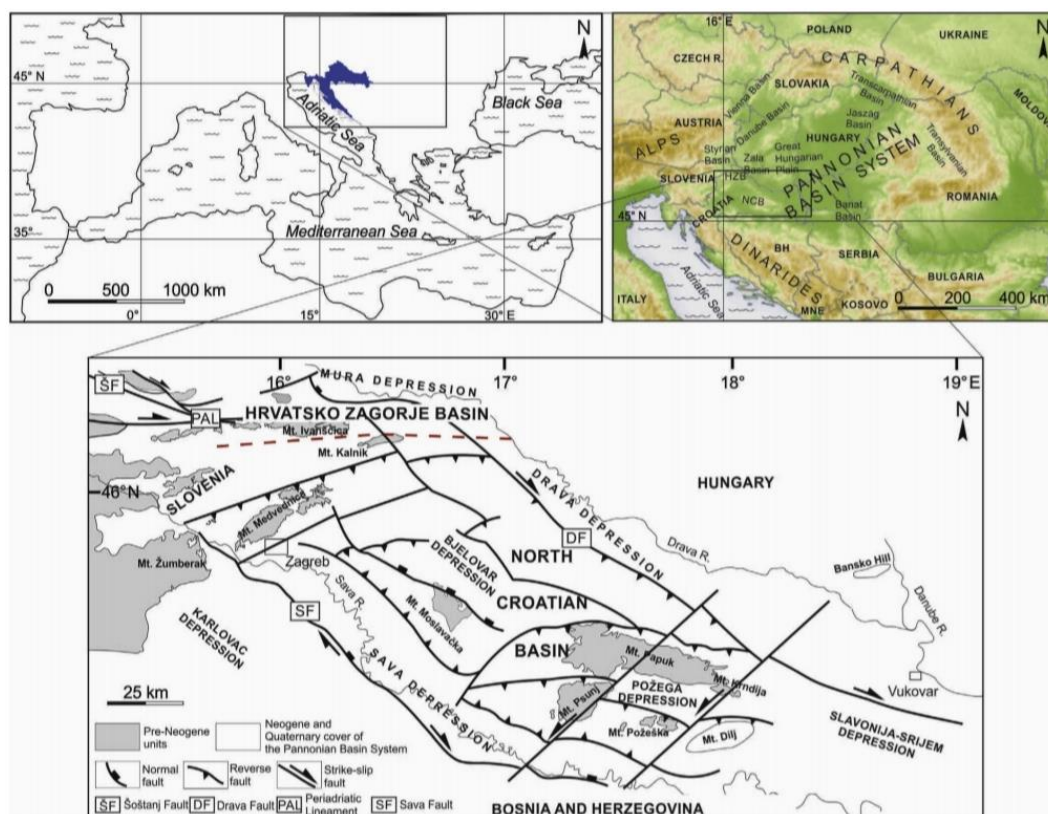 N
45° N
Adriatic Sea
Black Sea
35°
Mediterranean Sea
0 500 1000 km
0°
15°
30° E
16° E
N
POLAND
UKRAINE
CZECH R.
SLOVAKIA
CARPATHIANS
Transcarpathian
Basin
MOLDOVA
Vienna Basin
AUSTRIA
Danube Basin
HUNGARY
Jaszag
Basin
ALPS
Styrian
Basin
Zala
Basin
Great
Hungarian
Plain
PANNONIAN
BASIN SYSTEM
Transylvanian
Basin
SLOVENIA
HZB
CROATIA
NCB
Banat
Basin
ROMANIA
45° N
BH
SERBIA
DINARIDES
Adriatic Sea
BULGARIA
ITALY
MNE
KOSOVO
0 200 400 km
16°
17°
18°
19° E
N
ŠF
MURA DEPRESSION
PAL
HRVATSKO ZAGORJE BASIN
Mt. Ivanščica
Mt. Kalnik
SLOVENIA
46° N
Mt. Medvednica
HUNGARY
DRAVA DEPRESSION
DF
Drava R.
Bansko Hill
Danube R.
Mt. Žumberak
Zagreb
BJELOVAR
DEPRESSION
NORTH
CROATIAN
BASIN
Sava R.
Mt. Moslavačka
SF
KARLOVAC
DEPRESSION
SAVA DEPRESSION
Mt. Papuk
Mt. Krndija
Mt. Psunj
POŽEGA
DEPRESSION
Mt. Požeška
Mt. Dilj
Vukovar
SLAVONIJA-SRIJEM
DEPRESSION
25 km
Pre-Neogene
units
Neogene and
Quaternary cover of
the Pannonian Basin System
Normal
fault
Reverse
fault
Strike-slip
fault
ŠF Šoštanj Fault DF Drava Fault PAL Periadriatic
Lineament SF Sava Fault
BOSNIA AND HERZEGOVINA